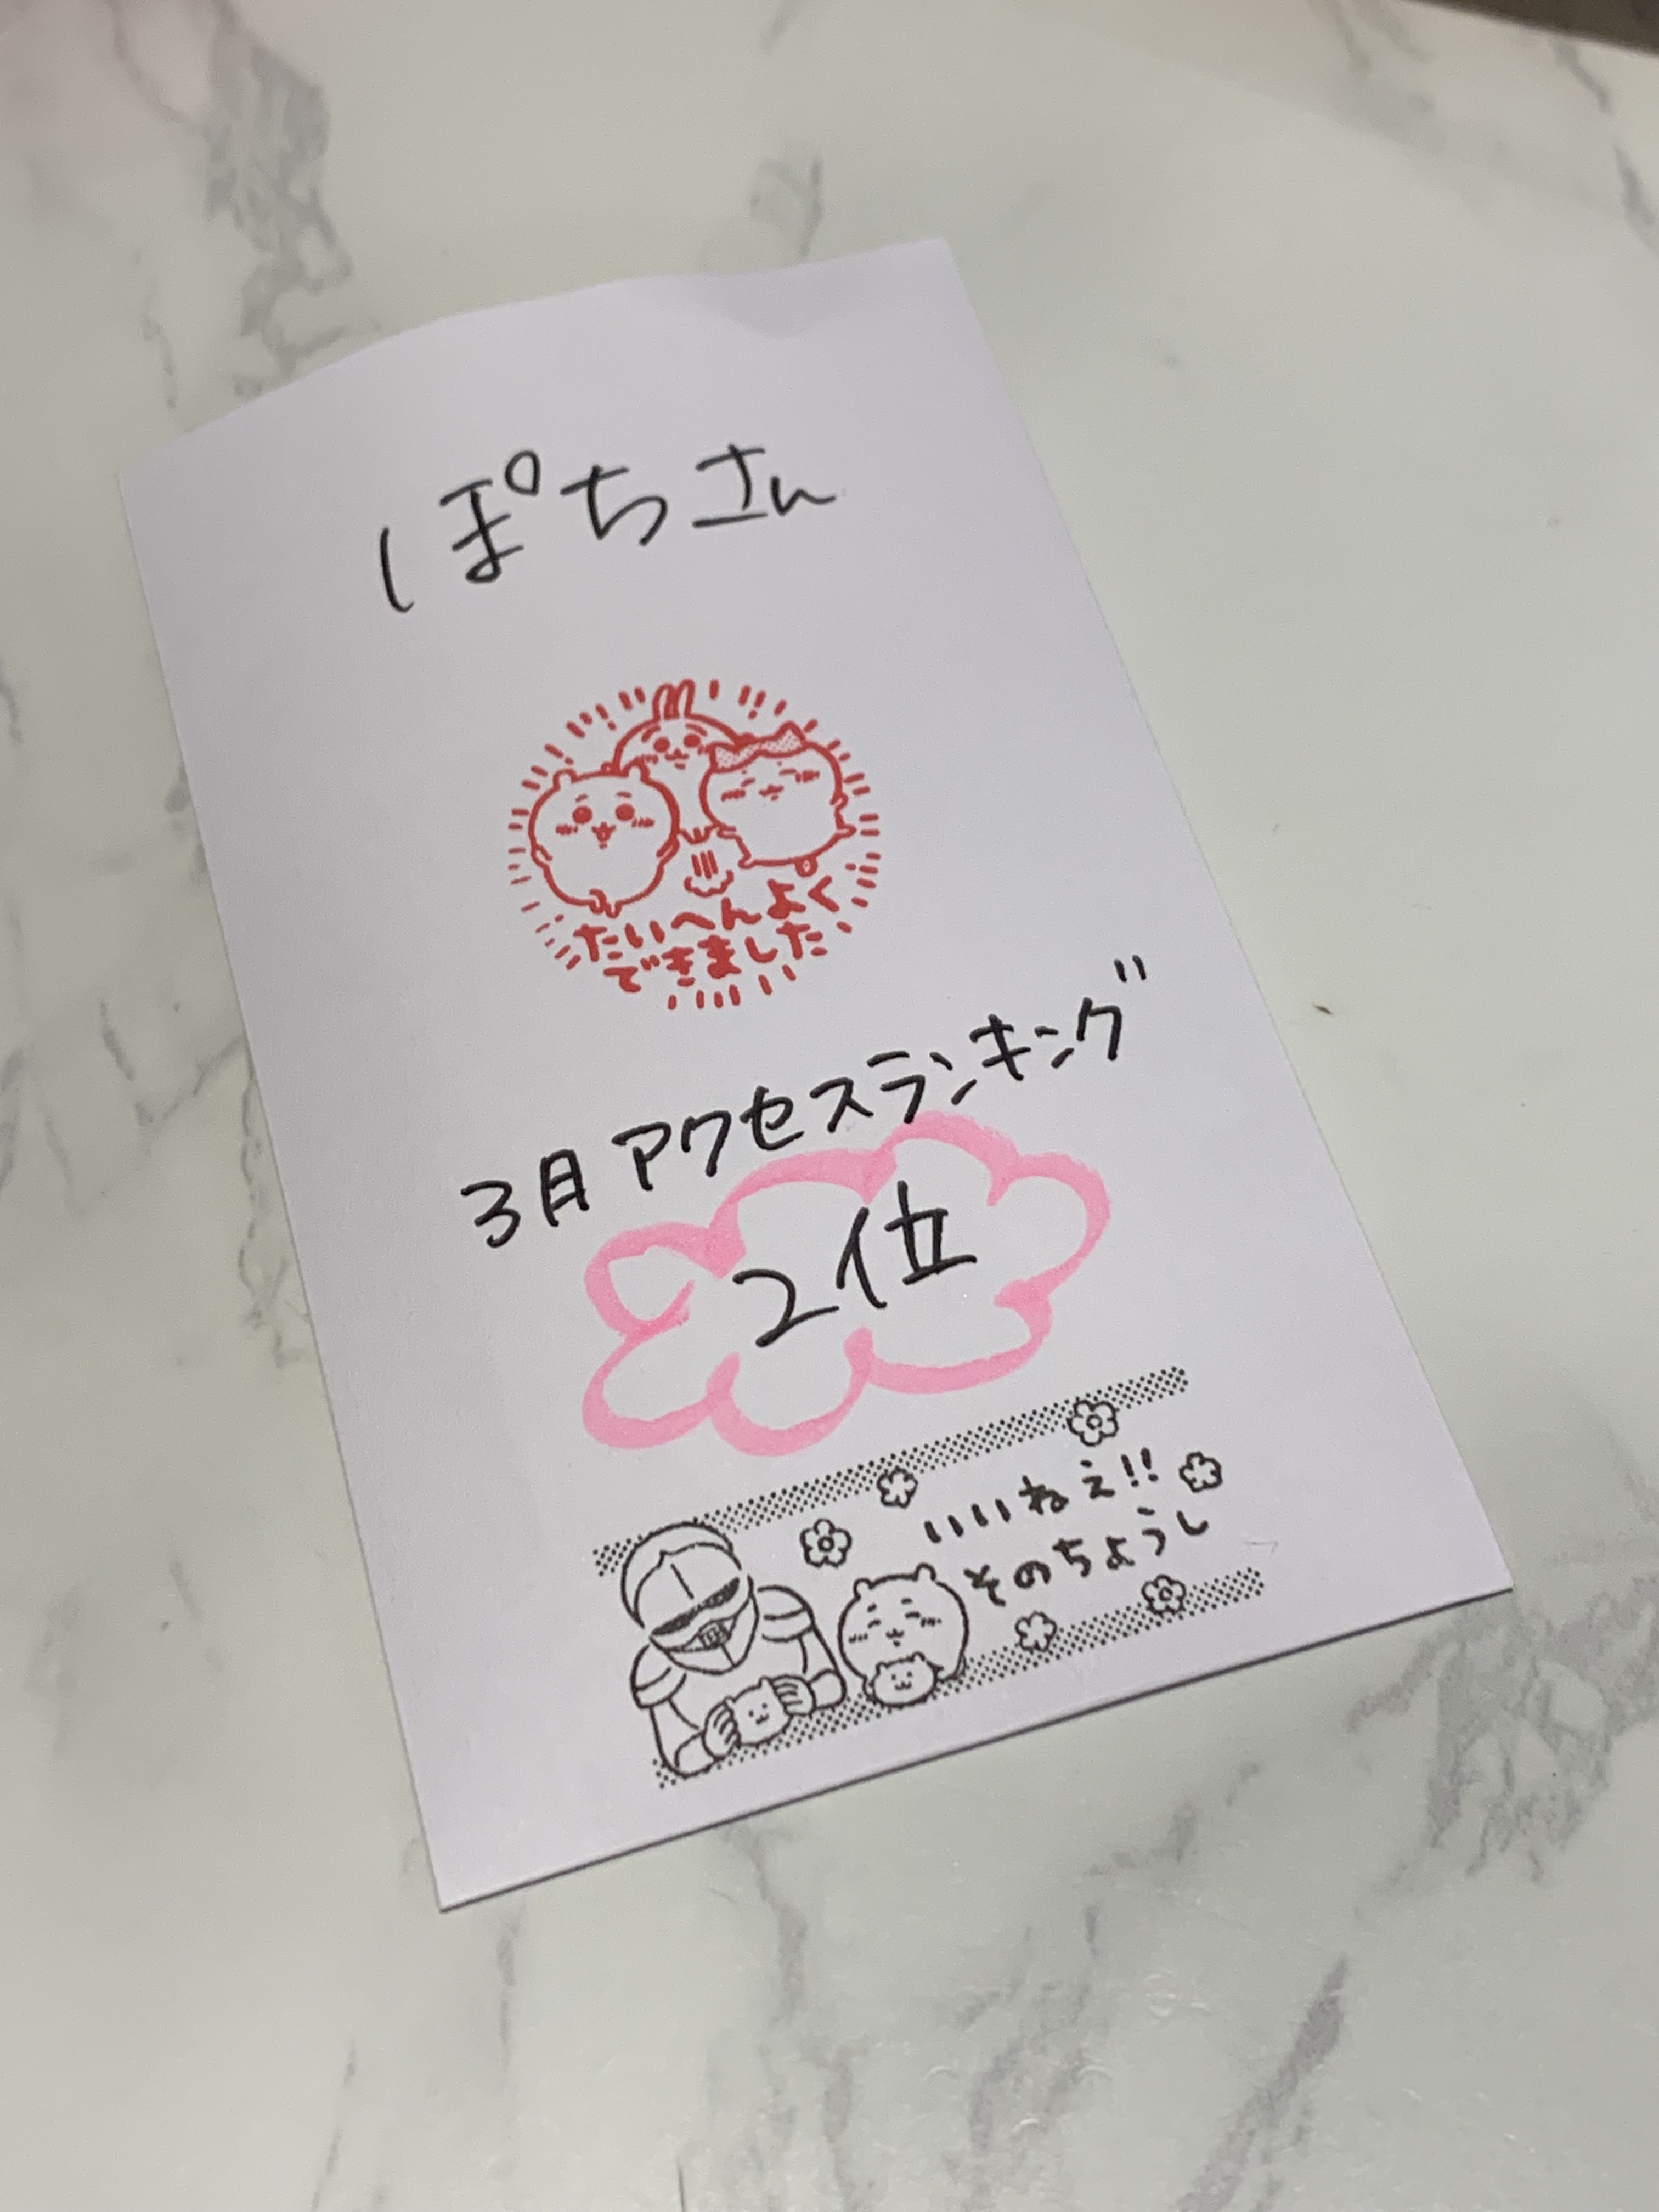 ぽちさん
たいへんよく
できました
3月アクセスランキング
2位
いいねえ!!
そのちょうし